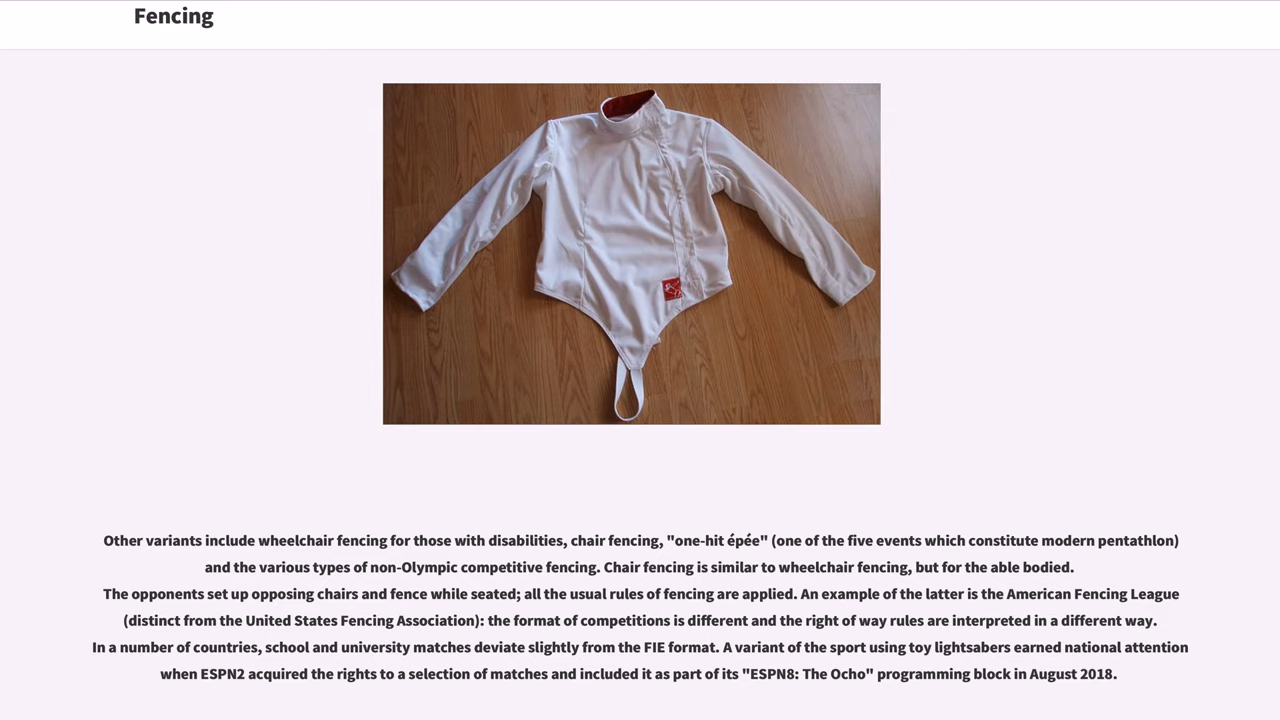 Fencing
Other variants include wheelchair fencing for those with disabilities, chair fencing, "one-hit épée" (one of the five events which constitute modern pentathlon)
and the various types of non-Olympic competitive fencing. Chair fencing is similar to wheelchair fencing, but for the able bodied.
The opponents set up opposing chairs and fence while seated; all the usual rules of fencing are applied. An example of the latter is the American Fencing League
(distinct from the United States Fencing Association): the format of competitions is different and the right of way rules are interpreted in a different way.
In a number of countries, school and university matches deviate slightly from the FIE format. A variant of the sport using toy lightsabers earned national attention
when ESPN2 acquired the rights to a selection of matches and included it as part of its "ESPN8: The Ocho" programming block in August 2018.